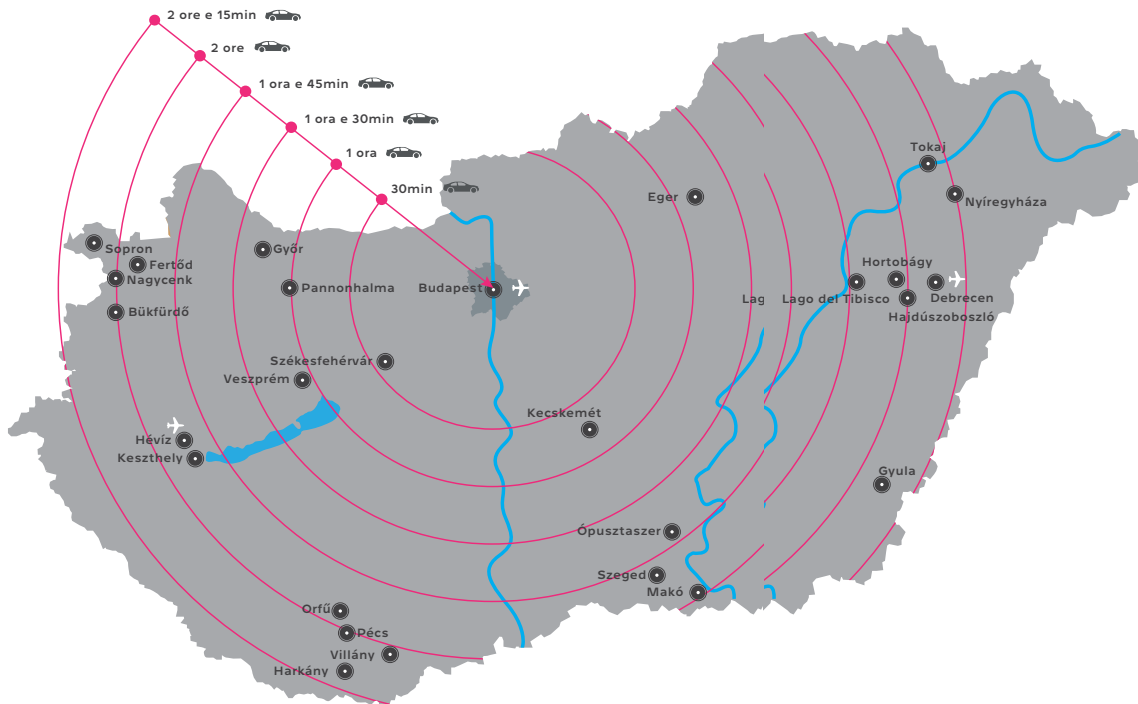 2 ore e 15min
2 ore
1 ora e 45min
1 ora e 30min
1 ora
30min
Tokaj
Eger
Nyíregyháza
Sopron
Győr
Fertőd
Nagycenk
Pannonhalma
Budapest
Hortobágy
Lag
Lago del Tibisco
Debrecen
Bükfürdő
Hajdúszoboszló
Székesfehérvár
Veszprém
Kecskemét
Hévíz
Keszthely
Gyula
Ópusztaszer
Szeged
Makó
Orfű
Pécs
Villány
Harkány